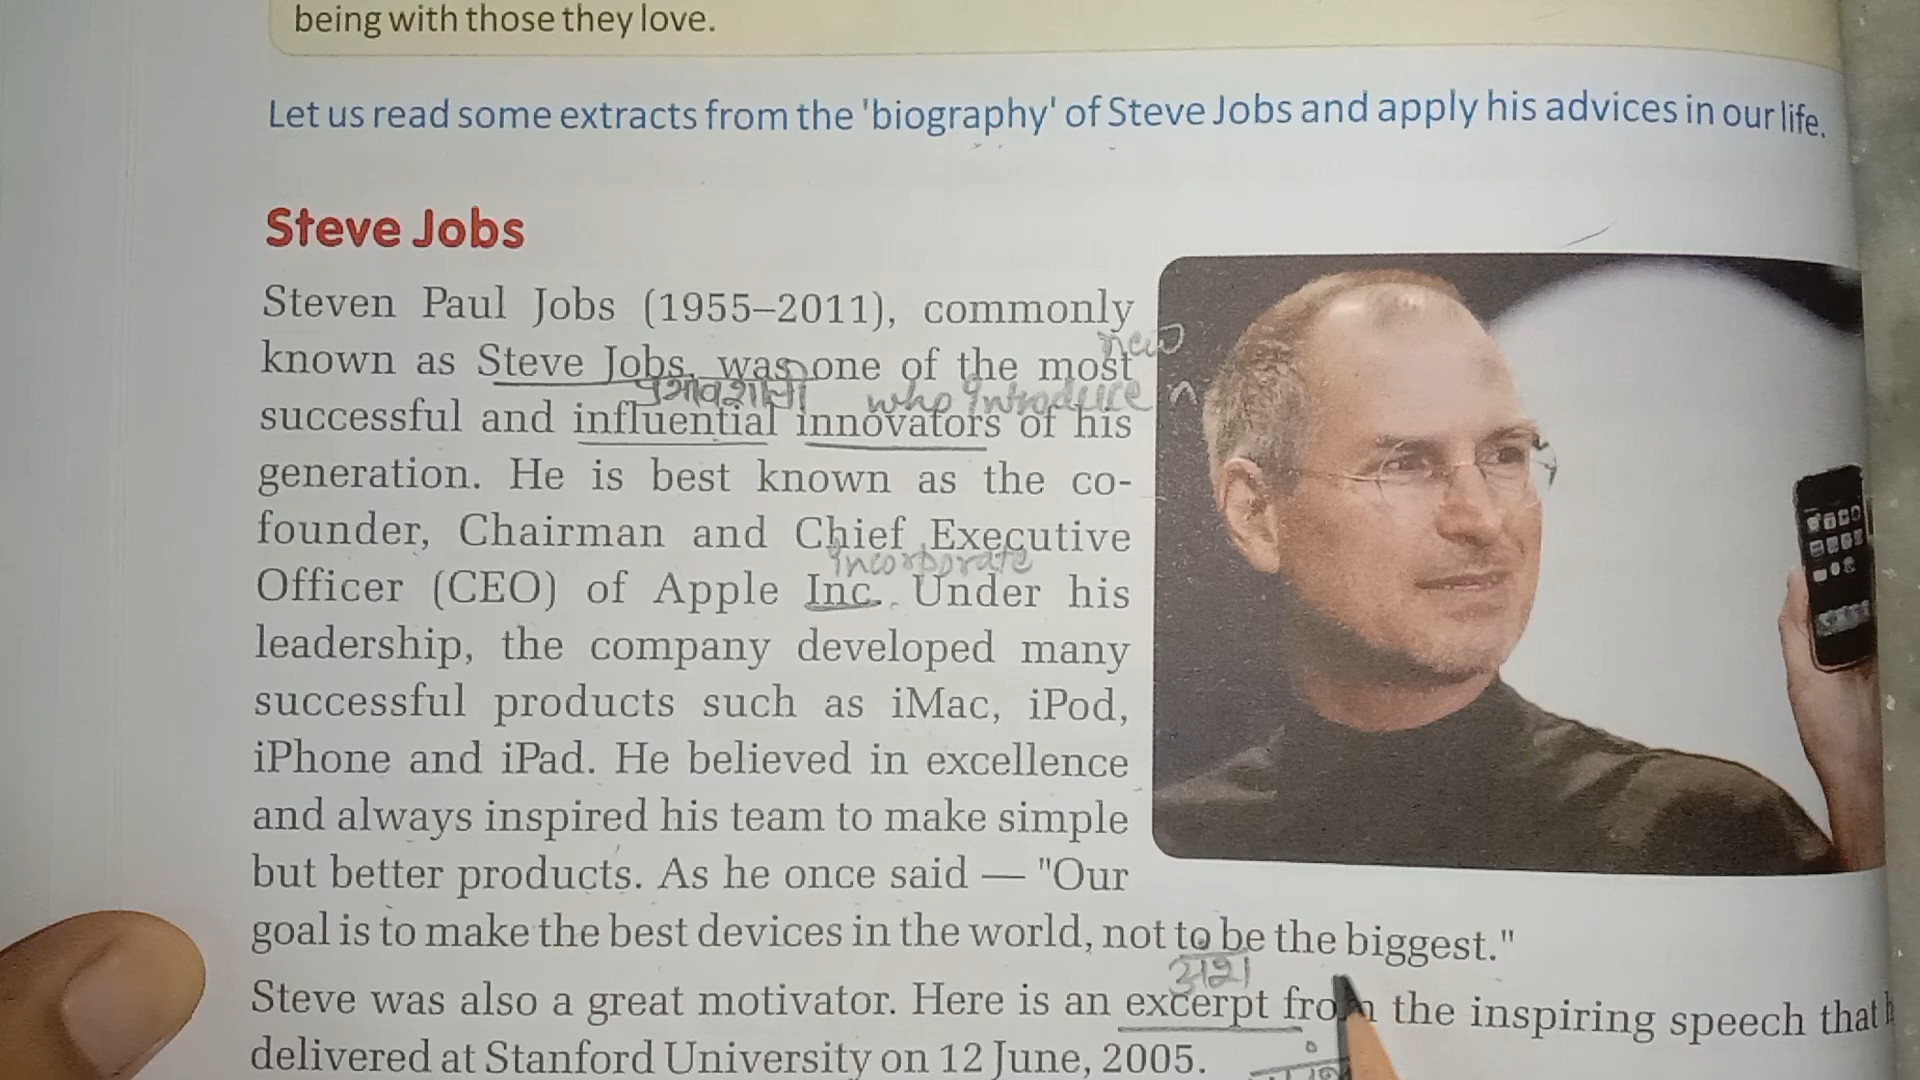 being with those they love.
Let us read some extracts from the 'biography' of Steve Jobs and apply his advices in our life.
Steve Jobs
Steven Paul Jobs (1955–2011), commonly
new
known as Steve Jobs, was one of the most
प्रभावशाली who introduce
successful and influential innovators of his
generation. He is best known as the co-
founder, Chairman and Chief Executive
incorporate
Officer (CEO) of Apple Inc. Under his
leadership, the company developed many
successful products such as iMac, iPod,
iPhone and iPad. He believed in excellence
and always inspired his team to make simple
but better products. As he once said — "Our
goal is to make the best devices in the world, not to be the biggest."
अंश
Steve was also a great motivator. Here is an excerpt from the inspiring speech that
delivered at Stanford University on 12 June, 2005.